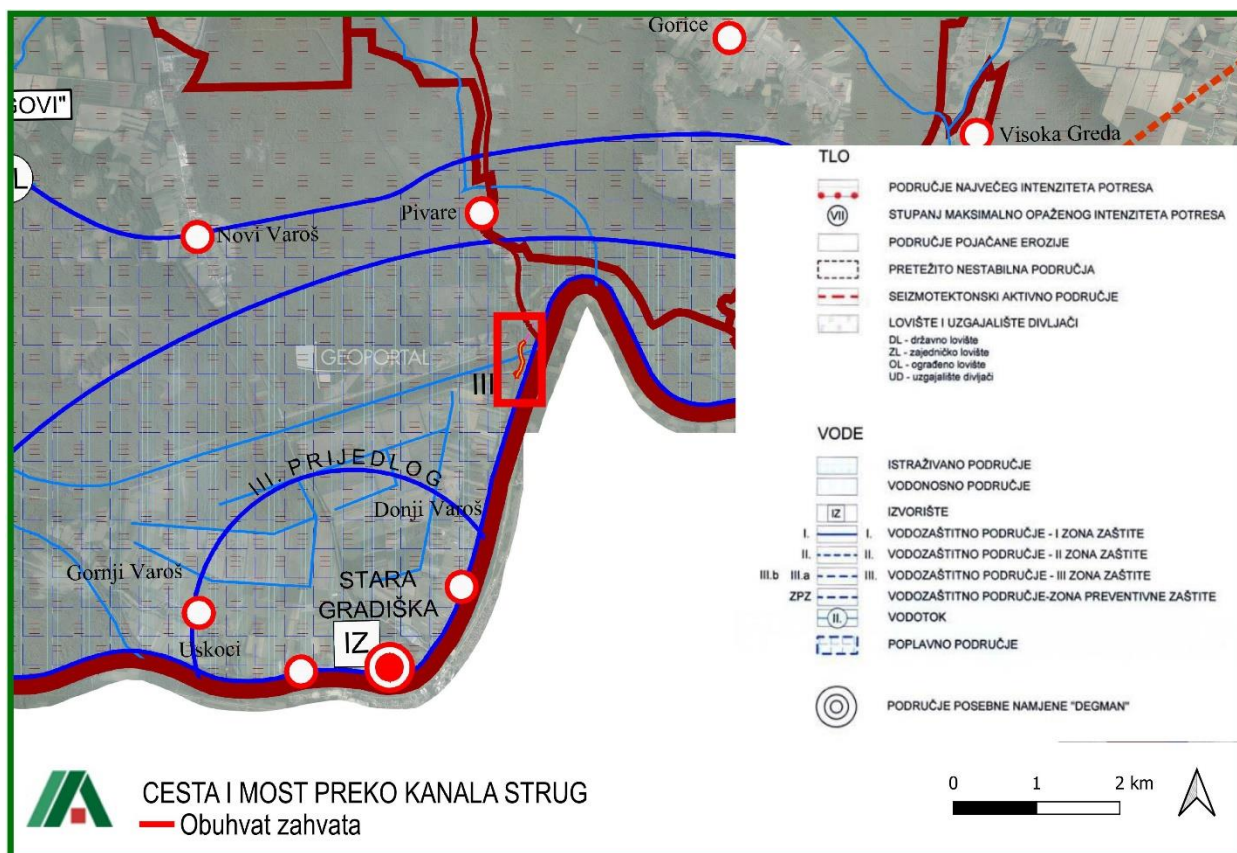 Gorice
GOVI"
Visoka Greda
L
Pivare
Novi Varoš
GEOPORTAL
III
III. PRIJEDLOG
Donji Varoš
Gornji Varoš
STARA
GRADIŠKA
IZ
Uskoci
TLO
PODRUČJE NAJVEĆEG INTENZITETA POTRESA
VII STUPANJ MAKSIMALNO OPAŽENOG INTENZITETA POTRESA
PODRUČJE POJAČANE EROZIJE
PRETEŽITO NESTABILNA PODRUČJA
SEIZMOTEKTONSKI AKTIVNO PODRUČJE
LOVIŠTE I UZGAJALIŠTE DIVLJAČI
DL - državno lovište
ZL - zajedničko lovište
OL - ograđeno lovište
UD - uzgajalište divljači
VODE
ISTRAŽIVANO PODRUČJE
VODONOSNO PODRUČJE
IZ IZVORIŠTE
I. I. VODOZAŠTITNO PODRUČJE - I ZONA ZAŠTITE
II. II. VODOZAŠTITNO PODRUČJE - II ZONA ZAŠTITE
III.b III.a III. VODOZAŠTITNO PODRUČJE - III ZONA ZAŠTITE
ZPZ VODOZAŠTITNO PODRUČJE-ZONA PREVENTIVNE ZAŠTITE
II. VODOTOK
POPLAVNO PODRUČJE
PODRUČJE POSEBNE NAMJENE "DEGMAN"
CESTA I MOST PREKO KANALA STRUG
Obuhvat zahvata
0 1 2 km